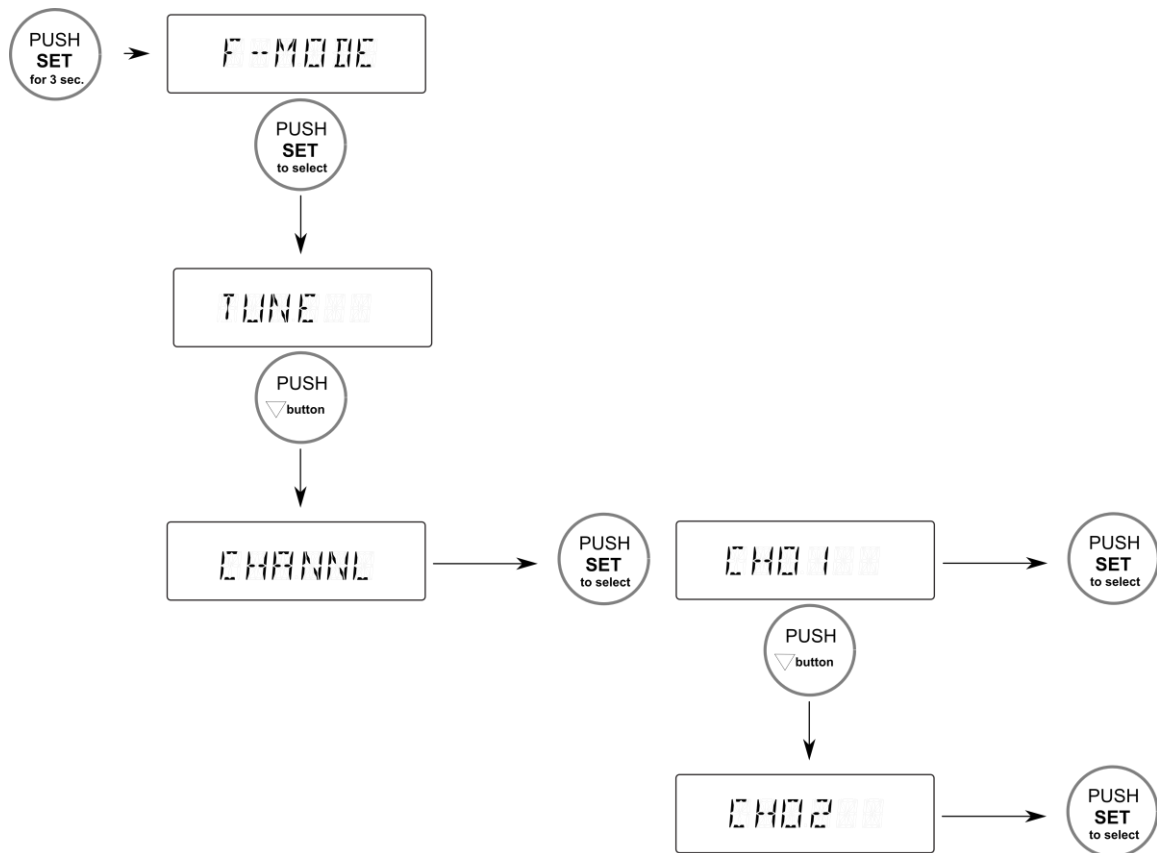 PUSH
SET
for 3 sec.
F--MODE
PUSH
SET
to select
TUNE
PUSH
button
CHANNL
PUSH
SET
to select
CH01
PUSH
SET
to select
PUSH
button
CH02
PUSH
SET
to select